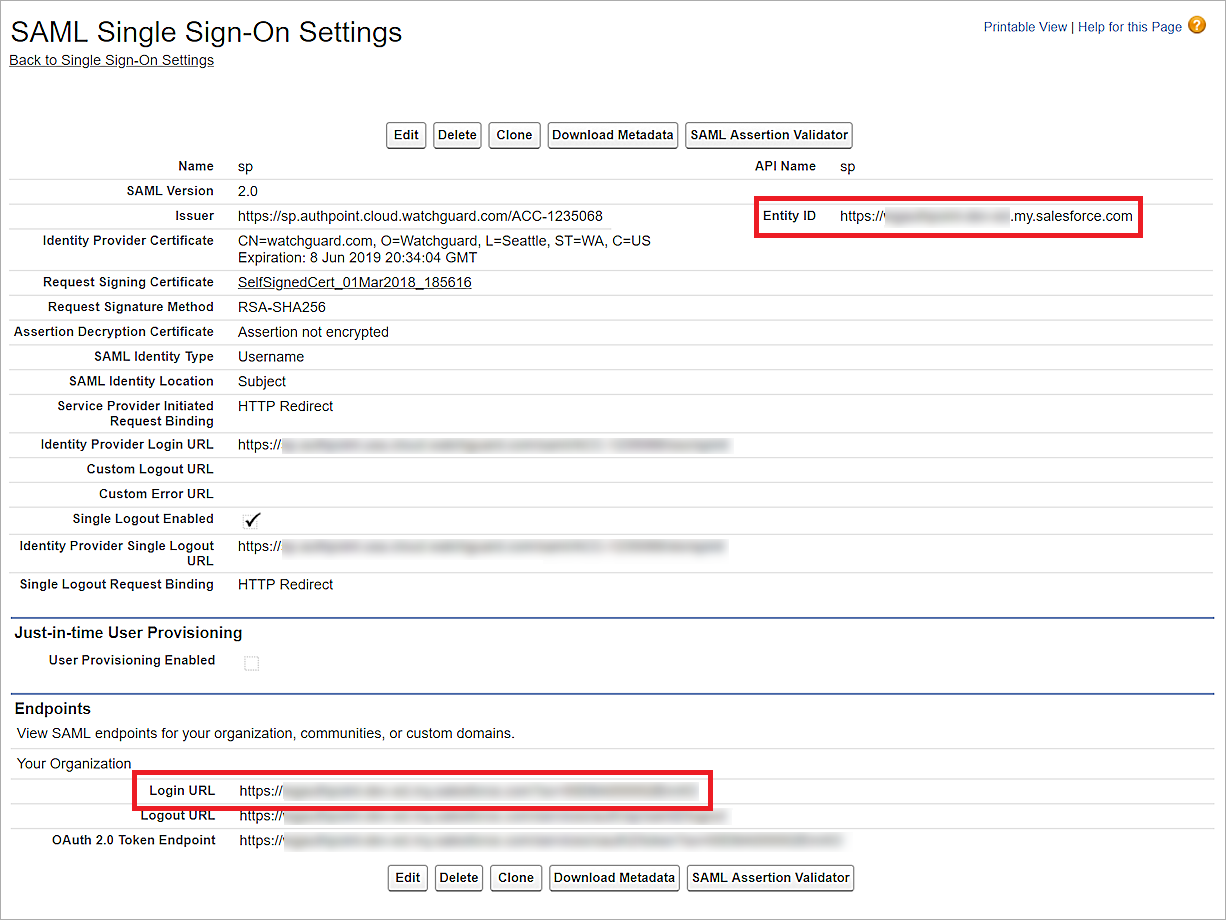 SAML Single Sign-On Settings
Printable View | Help for this Page ?
Back to Single Sign-On Settings
Edit Delete Clone Download Metadata SAML Assertion Validator
Name sp API Name sp
SAML Version 2.0
Issuer https://sp.authpoint.cloud.watchguard.com/ACC-1235068 Entity ID https:// .my.salesforce.com
Identity Provider Certificate CN=watchguard.com, O=Watchguard, L=Seattle, ST=WA, C=US
Expiration: 8 Jun 2019 20:34:04 GMT
Request Signing Certificate SelfSignedCert_01Mar2018_185616
Request Signature Method RSA-SHA256
Assertion Decryption Certificate Assertion not encrypted
SAML Identity Type Username
SAML Identity Location Subject
Service Provider Initiated HTTP Redirect
Request Binding
Identity Provider Login URL https://
Custom Logout URL
Custom Error URL
Single Logout Enabled
Identity Provider Single Logout https://
URL
Single Logout Request Binding HTTP Redirect
Just-in-time User Provisioning
User Provisioning Enabled
Endpoints
View SAML endpoints for your organization, communities, or custom domains.
Your Organization
Login URL https://
Logout URL https://
OAuth 2.0 Token Endpoint https://
Edit Delete Clone Download Metadata SAML Assertion Validator